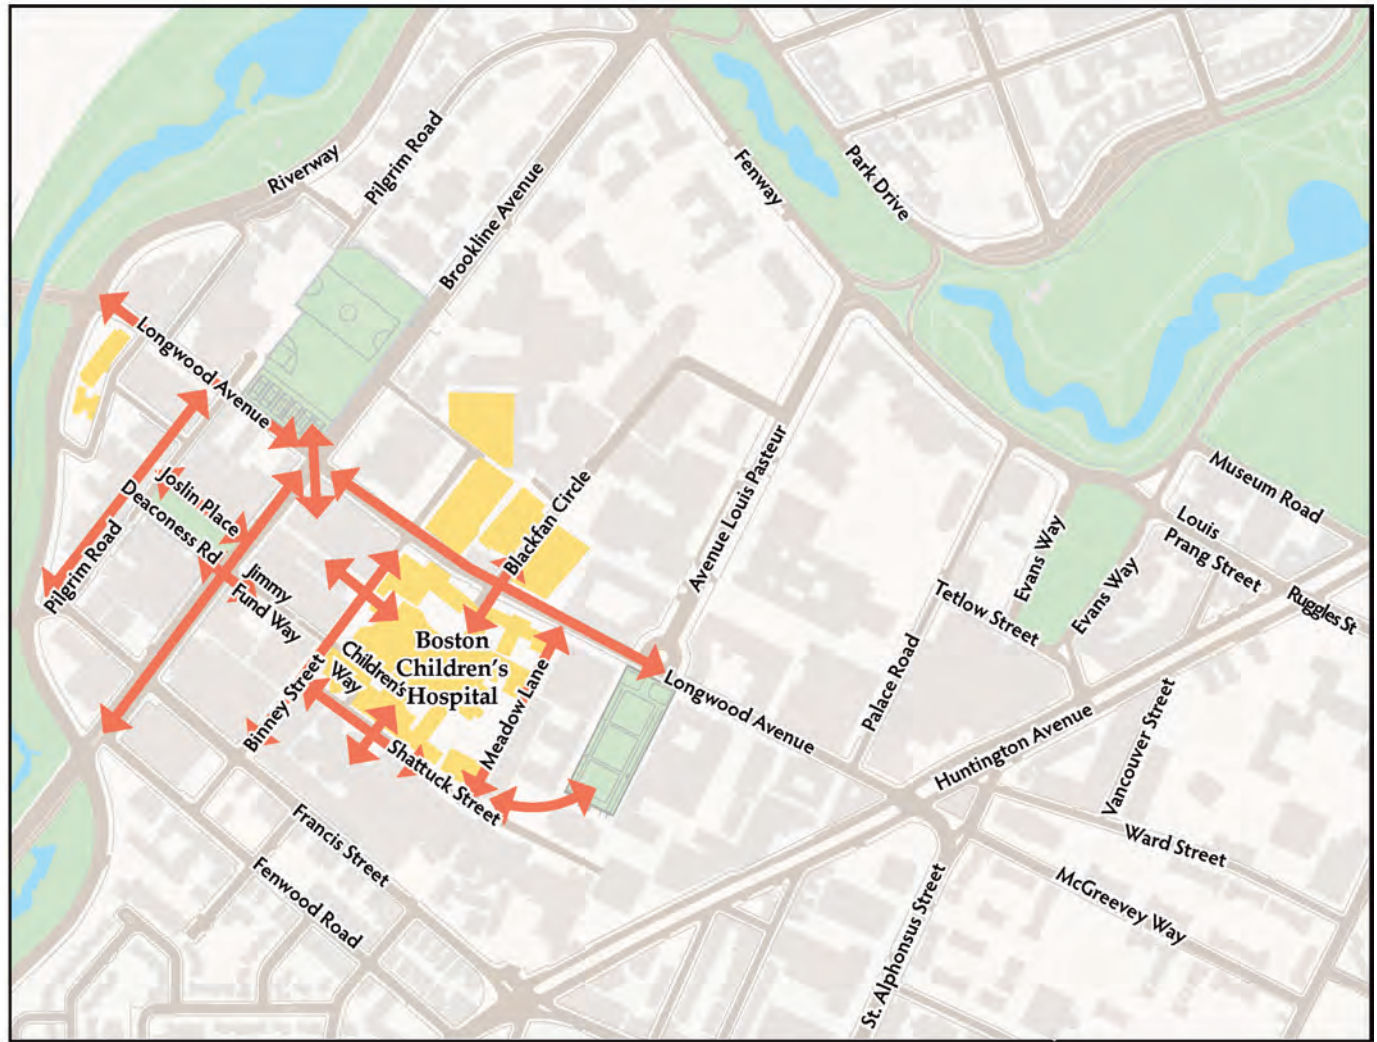 Riverway
Pilgrim Road
Brookline Avenue
Fenway
Park Drive
Longwood Avenue
Joslin Place
Deaconess Rd
Pilgrim Road
Jimmy
Fund Way
Blackfan Circle
Avenue Louis Pasteur
Museum Road
Louis
Prang Street
Ruggles St
Evans Way
Evans Way
Tetlow Street
Palace Road
Boston
Children's
Hospital
Children's
Way
Binney Street
Meadow Lane
Shattuck Street
Longwood Avenue
Huntington Avenue
Vancouver Street
Ward Street
McGreevey Way
St. Alphonsus Street
Francis Street
Fenwood Road